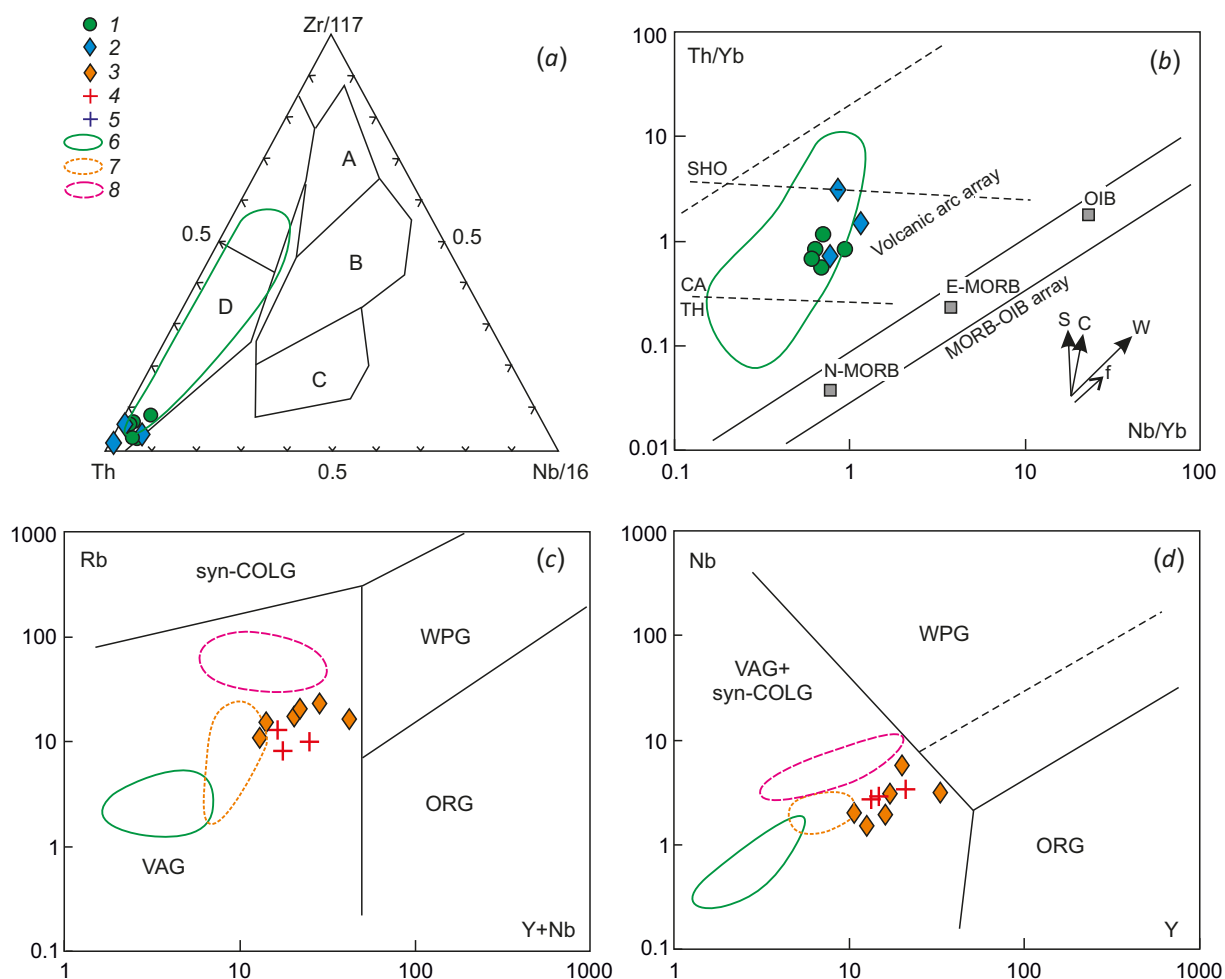 1
2
3
4
5
6
7
8
Zr/117
(a)
A
B
C
D
0.5
0.5
Th
0.5
Nb/16
100
10
1
0.1
0.01
Th/Yb
(b)
SHO
CA
TH
Volcanic arc array
OIB
E-MORB
MORB-OIB array
N-MORB
S
C
W
f
Nb/Yb
0.1
1
10
100
1000
100
10
1
0.1
Rb
(c)
syn-COLG
WPG
ORG
VAG
Y+Nb
1
10
100
1000
1000
100
10
1
0.1
Nb
(d)
WPG
VAG+
syn-COLG
ORG
Y
1
10
100
1000